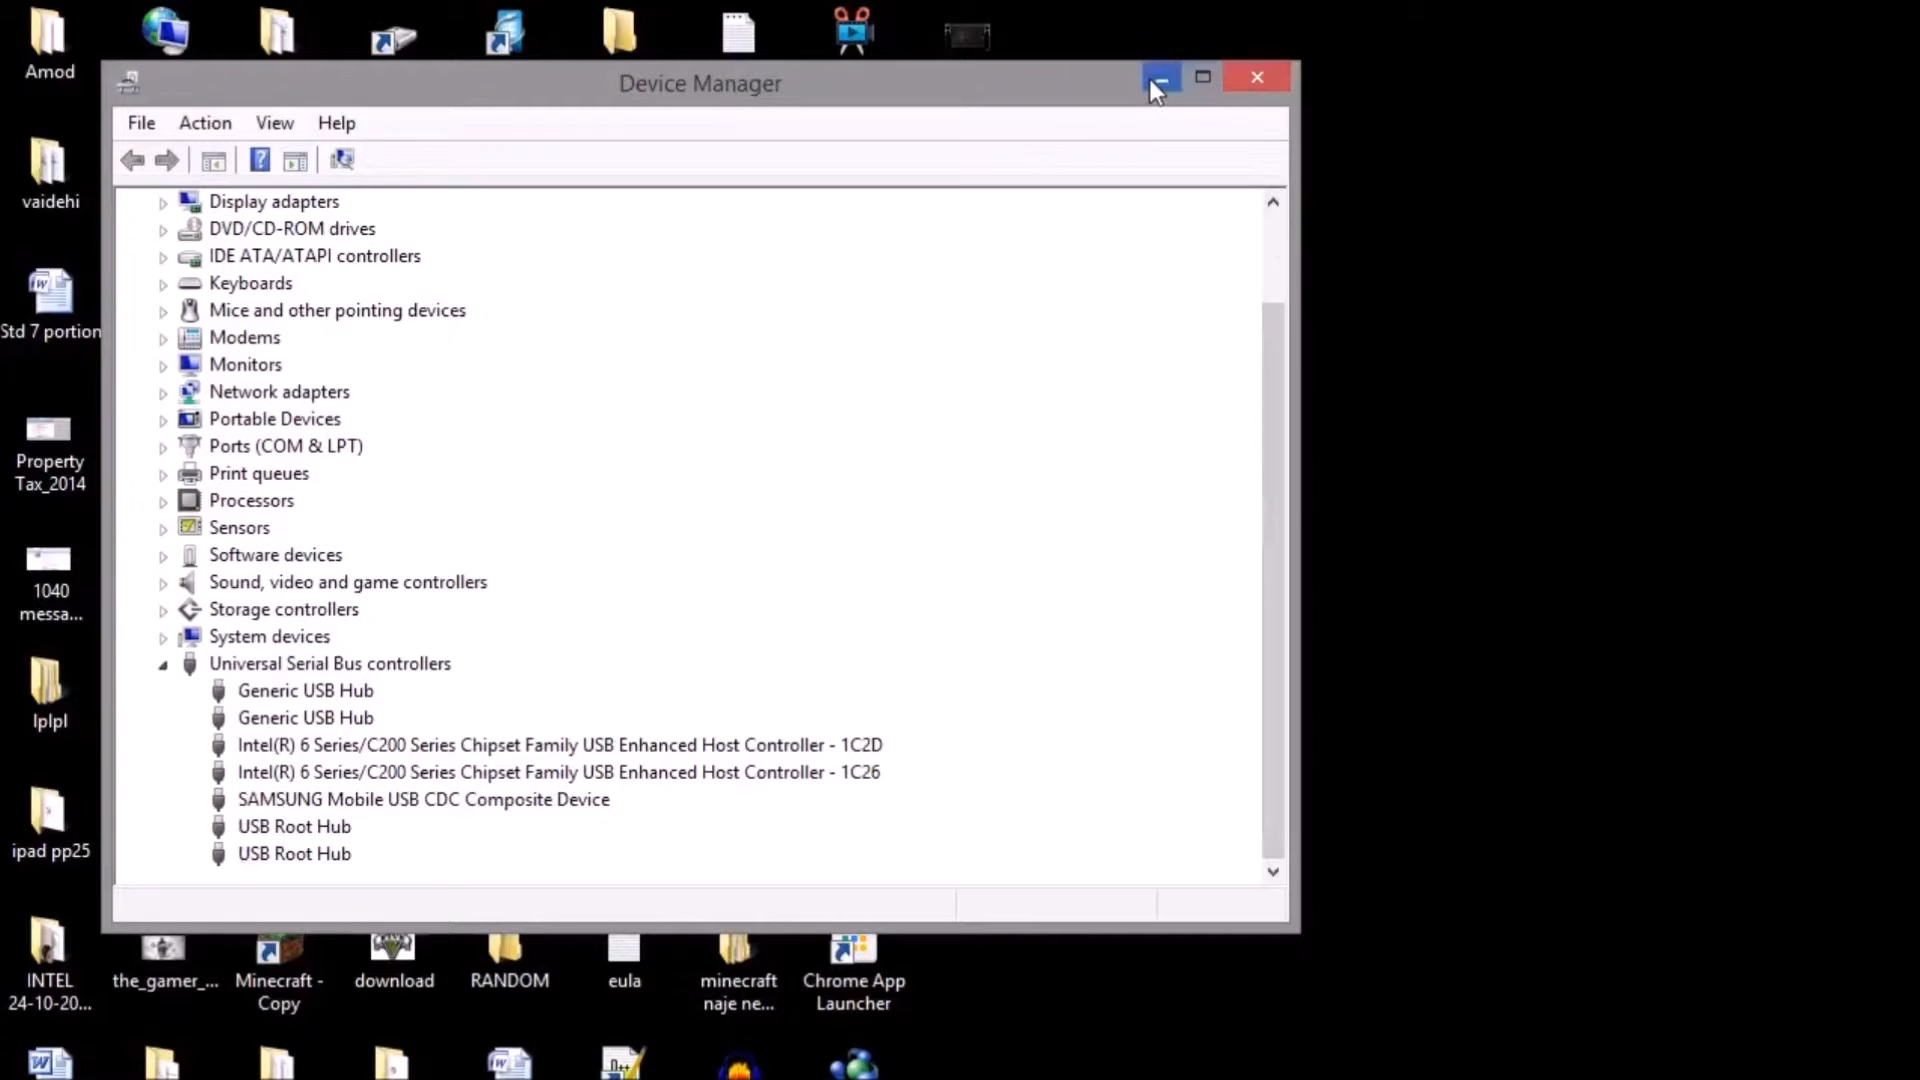 Amod
Device Manager
File Action View Help
vaidehi
Std 7 portion
Property
Tax_2014
1040
messa...
lplpl
ipad pp25
Display adapters
DVD/CD-ROM drives
IDE ATA/ATAPI controllers
Keyboards
Mice and other pointing devices
Modems
Monitors
Network adapters
Portable Devices
Ports (COM & LPT)
Print queues
Processors
Sensors
Software devices
Sound, video and game controllers
Storage controllers
System devices
Universal Serial Bus controllers
Generic USB Hub
Generic USB Hub
Intel(R) 6 Series/C200 Series Chipset Family USB Enhanced Host Controller - 1C2D
Intel(R) 6 Series/C200 Series Chipset Family USB Enhanced Host Controller - 1C26
SAMSUNG Mobile USB CDC Composite Device
USB Root Hub
USB Root Hub
INTEL
24-10-20...
the_gamer_...
Minecraft -
Copy
download
RANDOM
eula
minecraft
naje ne...
Chrome App
Launcher